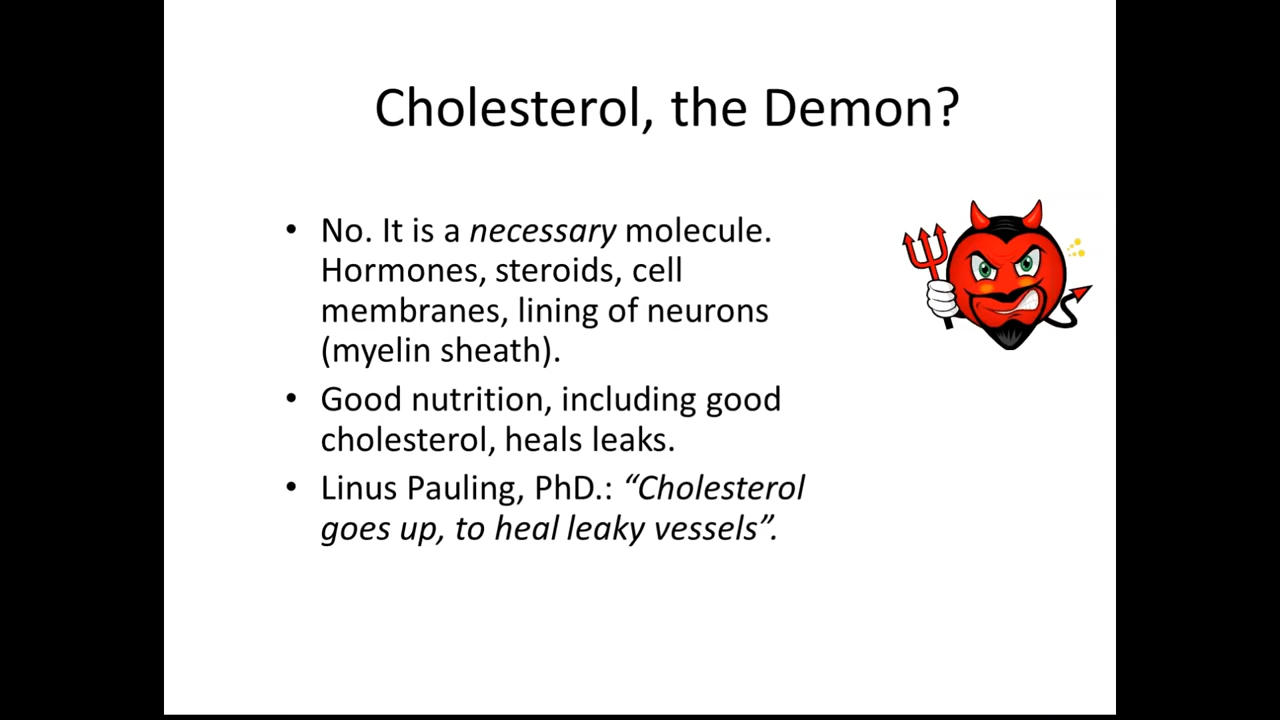 Cholesterol, the Demon?
• No. It is a necessary molecule.
Hormones, steroids, cell
membranes, lining of neurons
(myelin sheath).
• Good nutrition, including good
cholesterol, heals leaks.
• Linus Pauling, PhD.: “Cholesterol
goes up, to heal leaky vessels”.